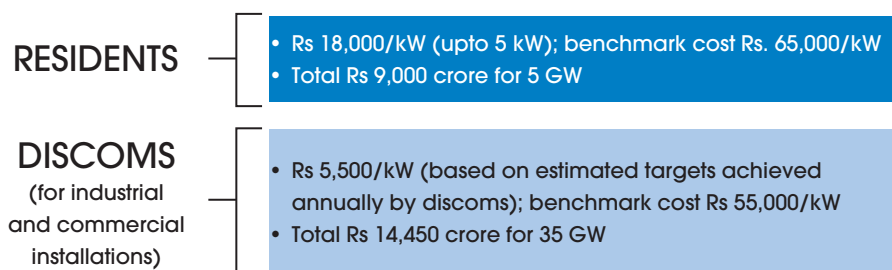 RESIDENTS
• Rs 18,000/kW (upto 5 kW); benchmark cost Rs. 65,000/kW
• Total Rs 9,000 crore for 5 GW
DISCOMS
(for industrial
and commercial
installations)
• Rs 5,500/kW (based on estimated targets achieved
annually by discoms); benchmark cost Rs 55,000/kW
• Total Rs 14,450 crore for 35 GW